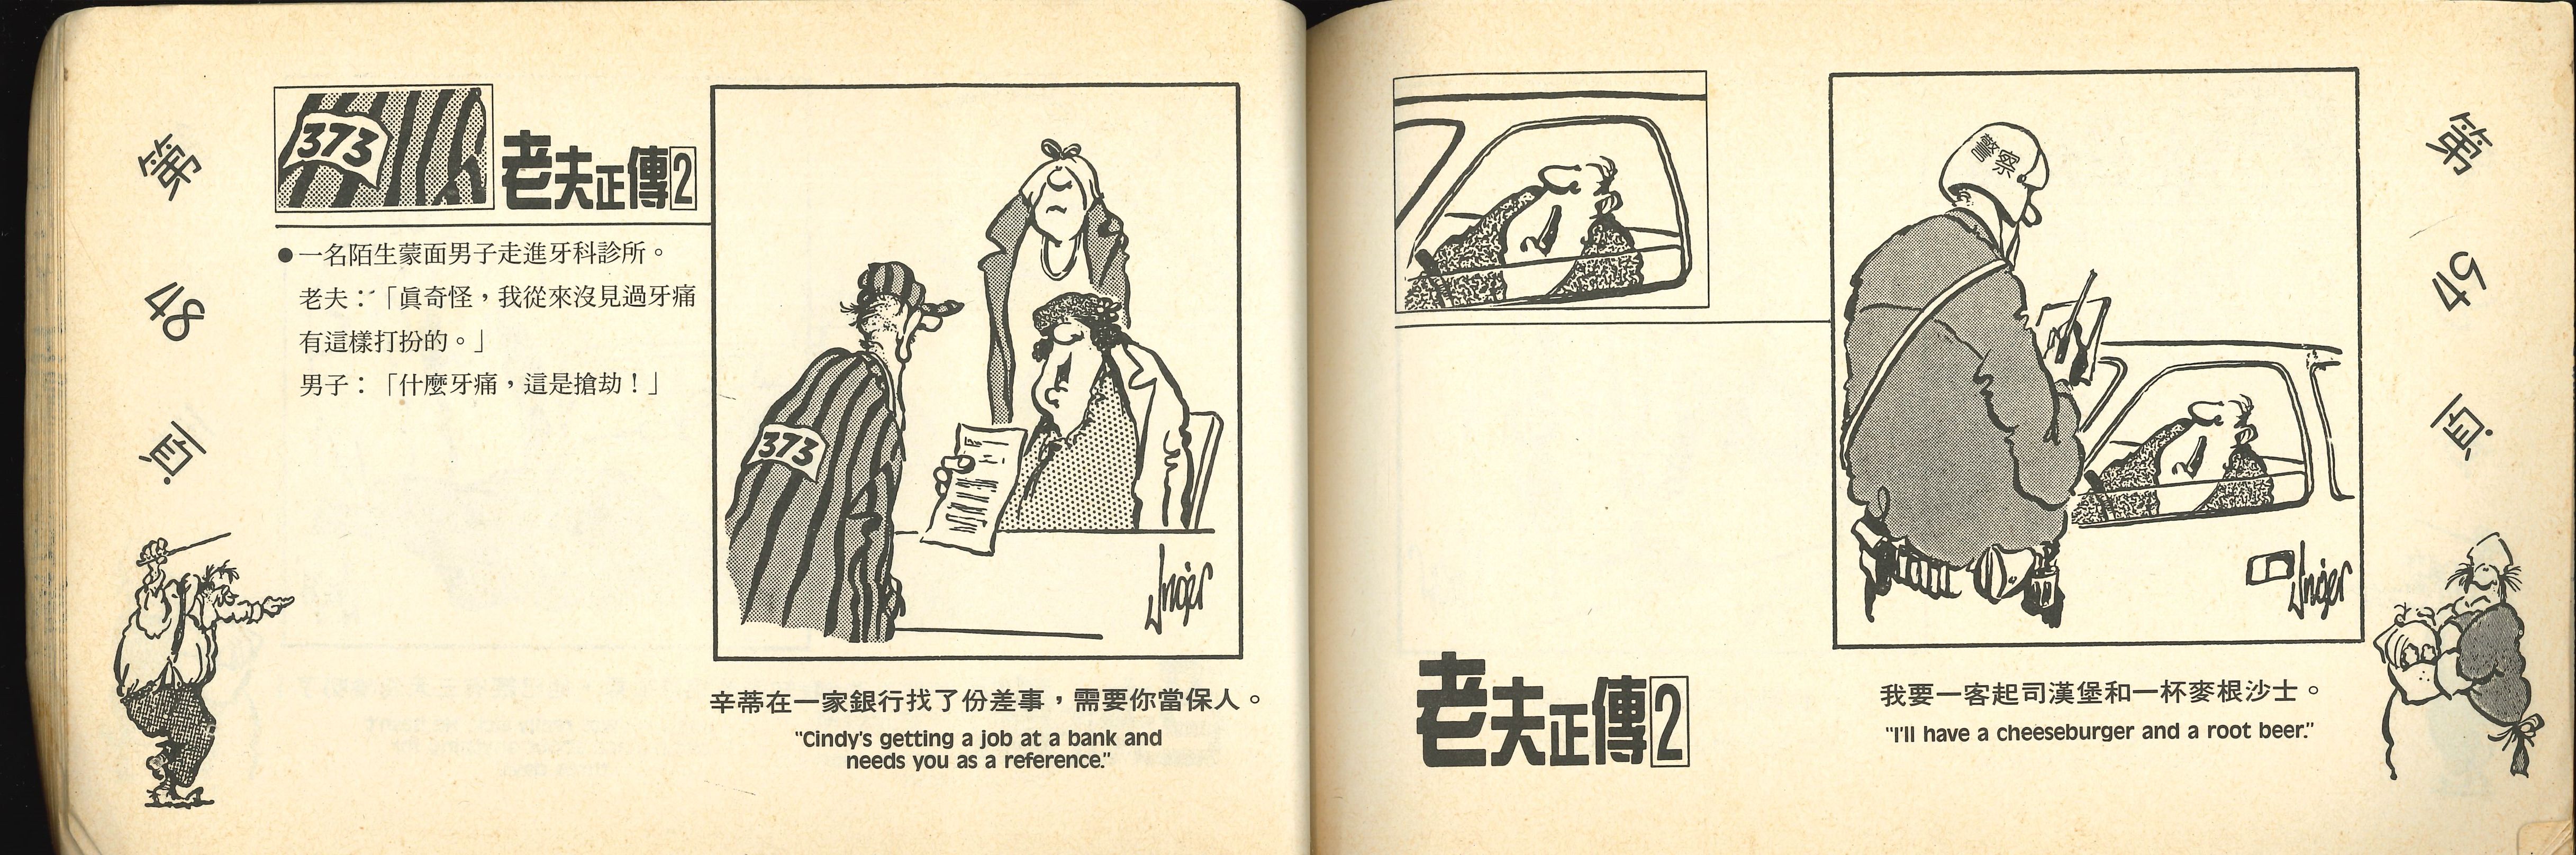 第
48
頁
373
老夫正傳2
●一名陌生蒙面男子走進牙科診所。
老夫：「眞奇怪，我從來沒見過牙痛
有這樣打扮的。」
男子：「什麼牙痛，這是搶劫！」
373
Unger
辛蒂在一家銀行找了份差事，需要你當保人。
"Cindy's getting a job at a bank and
needs you as a reference."
警察
Unger
老夫正傳2
我要一客起司漢堡和一杯麥根沙士。
"I'll have a cheeseburger and a root beer."
第
頁